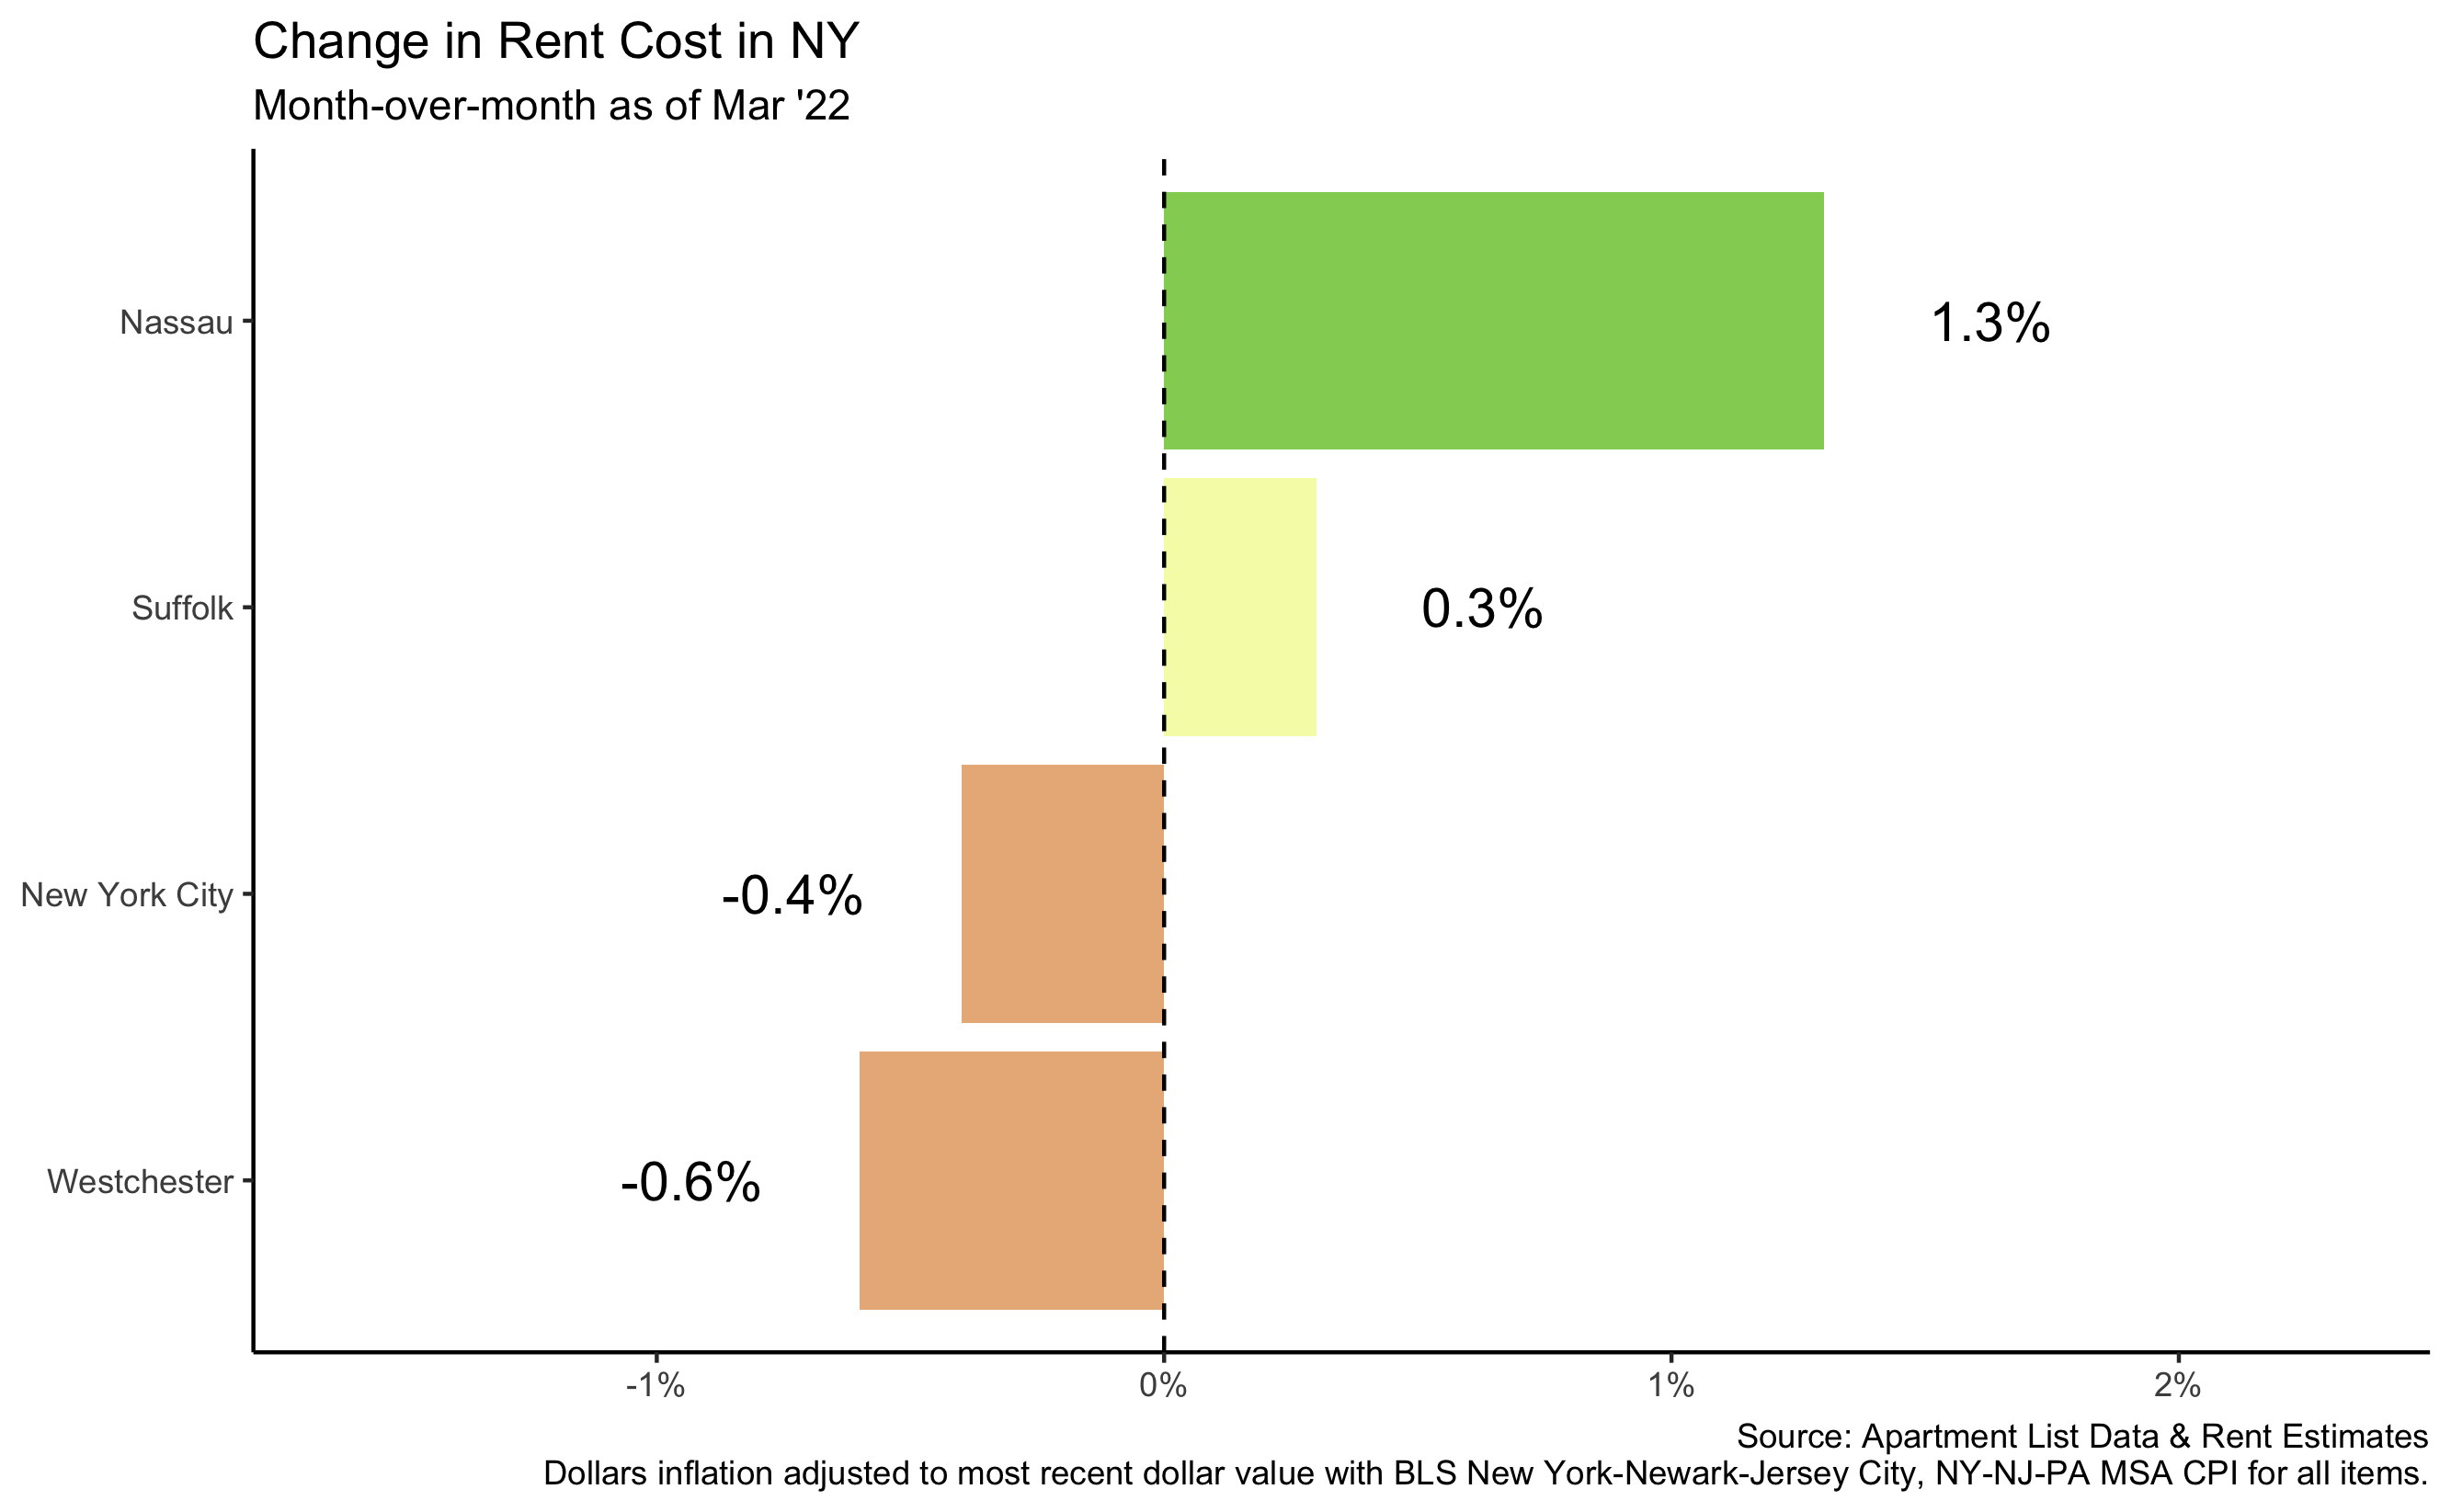 Change in Rent Cost in NY
Month-over-month as of Mar '22
Nassau
1.3%
Suffolk
0.3%
New York City
-0.4%
Westchester
-0.6%
-1%
0%
1%
2%
Source: Apartment List Data & Rent Estimates
Dollars inflation adjusted to most recent dollar value with BLS New York-Newark-Jersey City, NY-NJ-PA MSA CPI for all items.